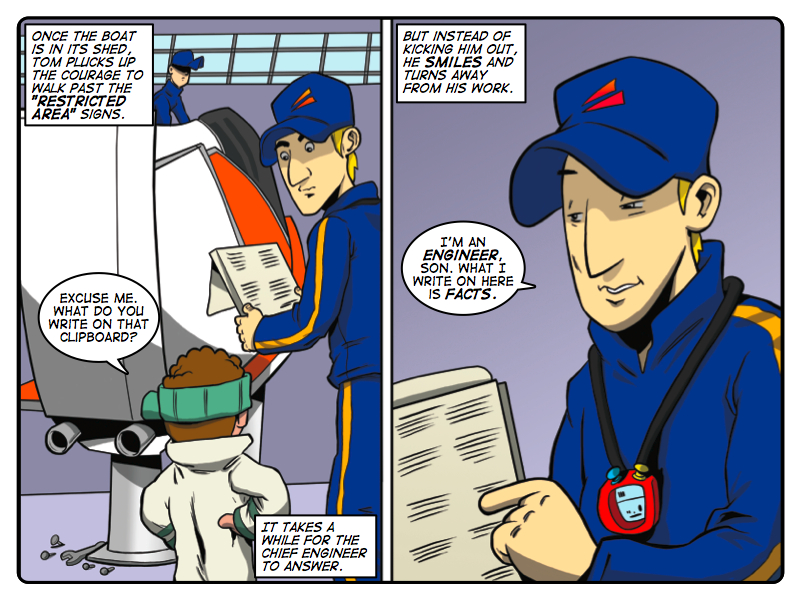 ONCE THE BOAT
IS IN ITS SHED,
TOM PLUCKS UP
THE COURAGE TO
WALK PAST THE
"RESTRICTED
AREA" SIGNS.
EXCUSE ME.
WHAT DO YOU
WRITE ON THAT
CLIPBOARD?
IT TAKES A
WHILE FOR THE
CHIEF ENGINEER
TO ANSWER.
BUT INSTEAD OF
KICKING HIM OUT,
HE SMILES AND
TURNS AWAY
FROM HIS WORK.
I'M AN
ENGINEER,
SON. WHAT I
WRITE ON HERE
IS FACTS.